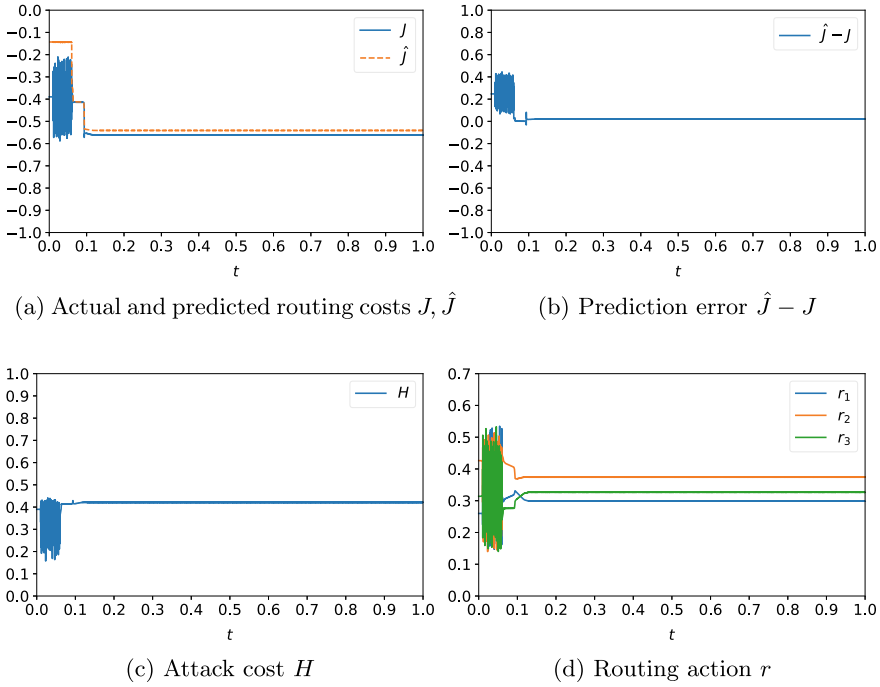 0.0
−0.1
−0.2
−0.3
−0.4
−0.5
−0.6
−0.7
−0.8
−0.9
−1.0
0.0 0.1 0.2 0.3 0.4 0.5 0.6 0.7 0.8 0.9 1.0
t
J
Ĵ
(a) Actual and predicted routing costs J, Ĵ
1.0
0.8
0.6
0.4
0.2
0.0
−0.2
−0.4
−0.6
−0.8
−1.0
0.0 0.1 0.2 0.3 0.4 0.5 0.6 0.7 0.8 0.9 1.0
t
Ĵ − J
(b) Prediction error Ĵ − J
1.0
0.9
0.8
0.7
0.6
0.5
0.4
0.3
0.2
0.1
0.0
0.0 0.1 0.2 0.3 0.4 0.5 0.6 0.7 0.8 0.9 1.0
t
H
(c) Attack cost H
0.7
0.6
0.5
0.4
0.3
0.2
0.1
0.0
0.0 0.1 0.2 0.3 0.4 0.5 0.6 0.7 0.8 0.9 1.0
t
r₁
r₂
r₃
(d) Routing action r